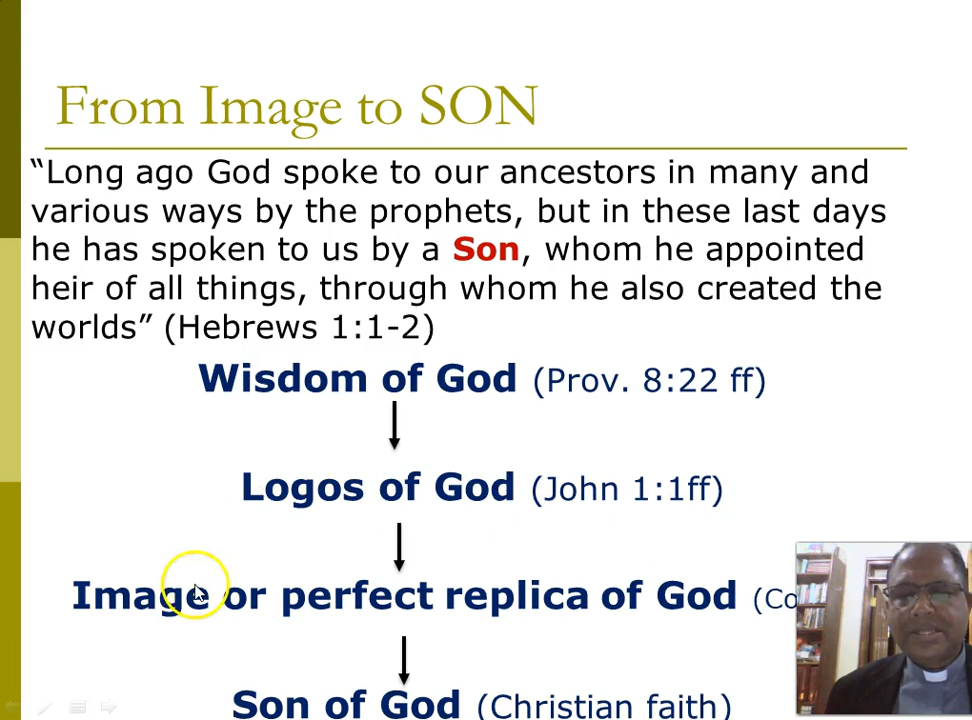 From Image to SON
“Long ago God spoke to our ancestors in many and
various ways by the prophets, but in these last days
he has spoken to us by a Son, whom he appointed
heir of all things, through whom he also created the
worlds” (Hebrews 1:1-2)
Wisdom of God (Prov. 8:22 ff)
Logos of God (John 1:1ff)
Image or perfect replica of God
Son of God (Christian faith)